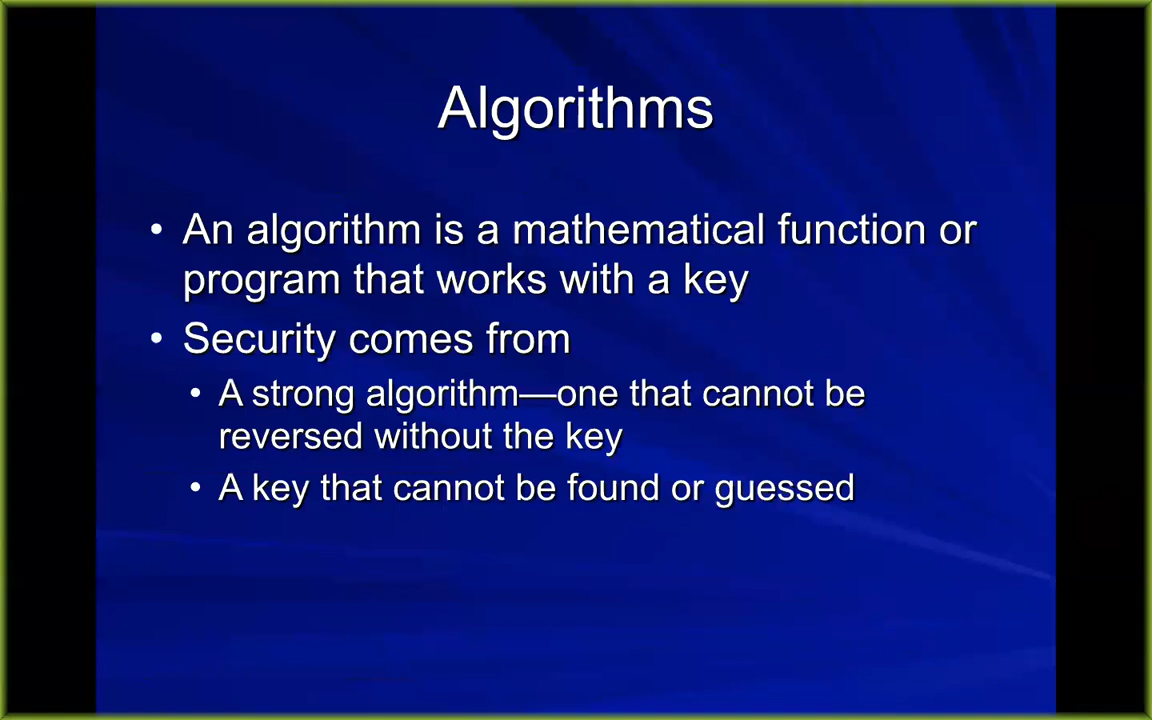 Algorithms
• An algorithm is a mathematical function or
program that works with a key
• Security comes from
• A strong algorithm—one that cannot be
reversed without the key
• A key that cannot be found or guessed